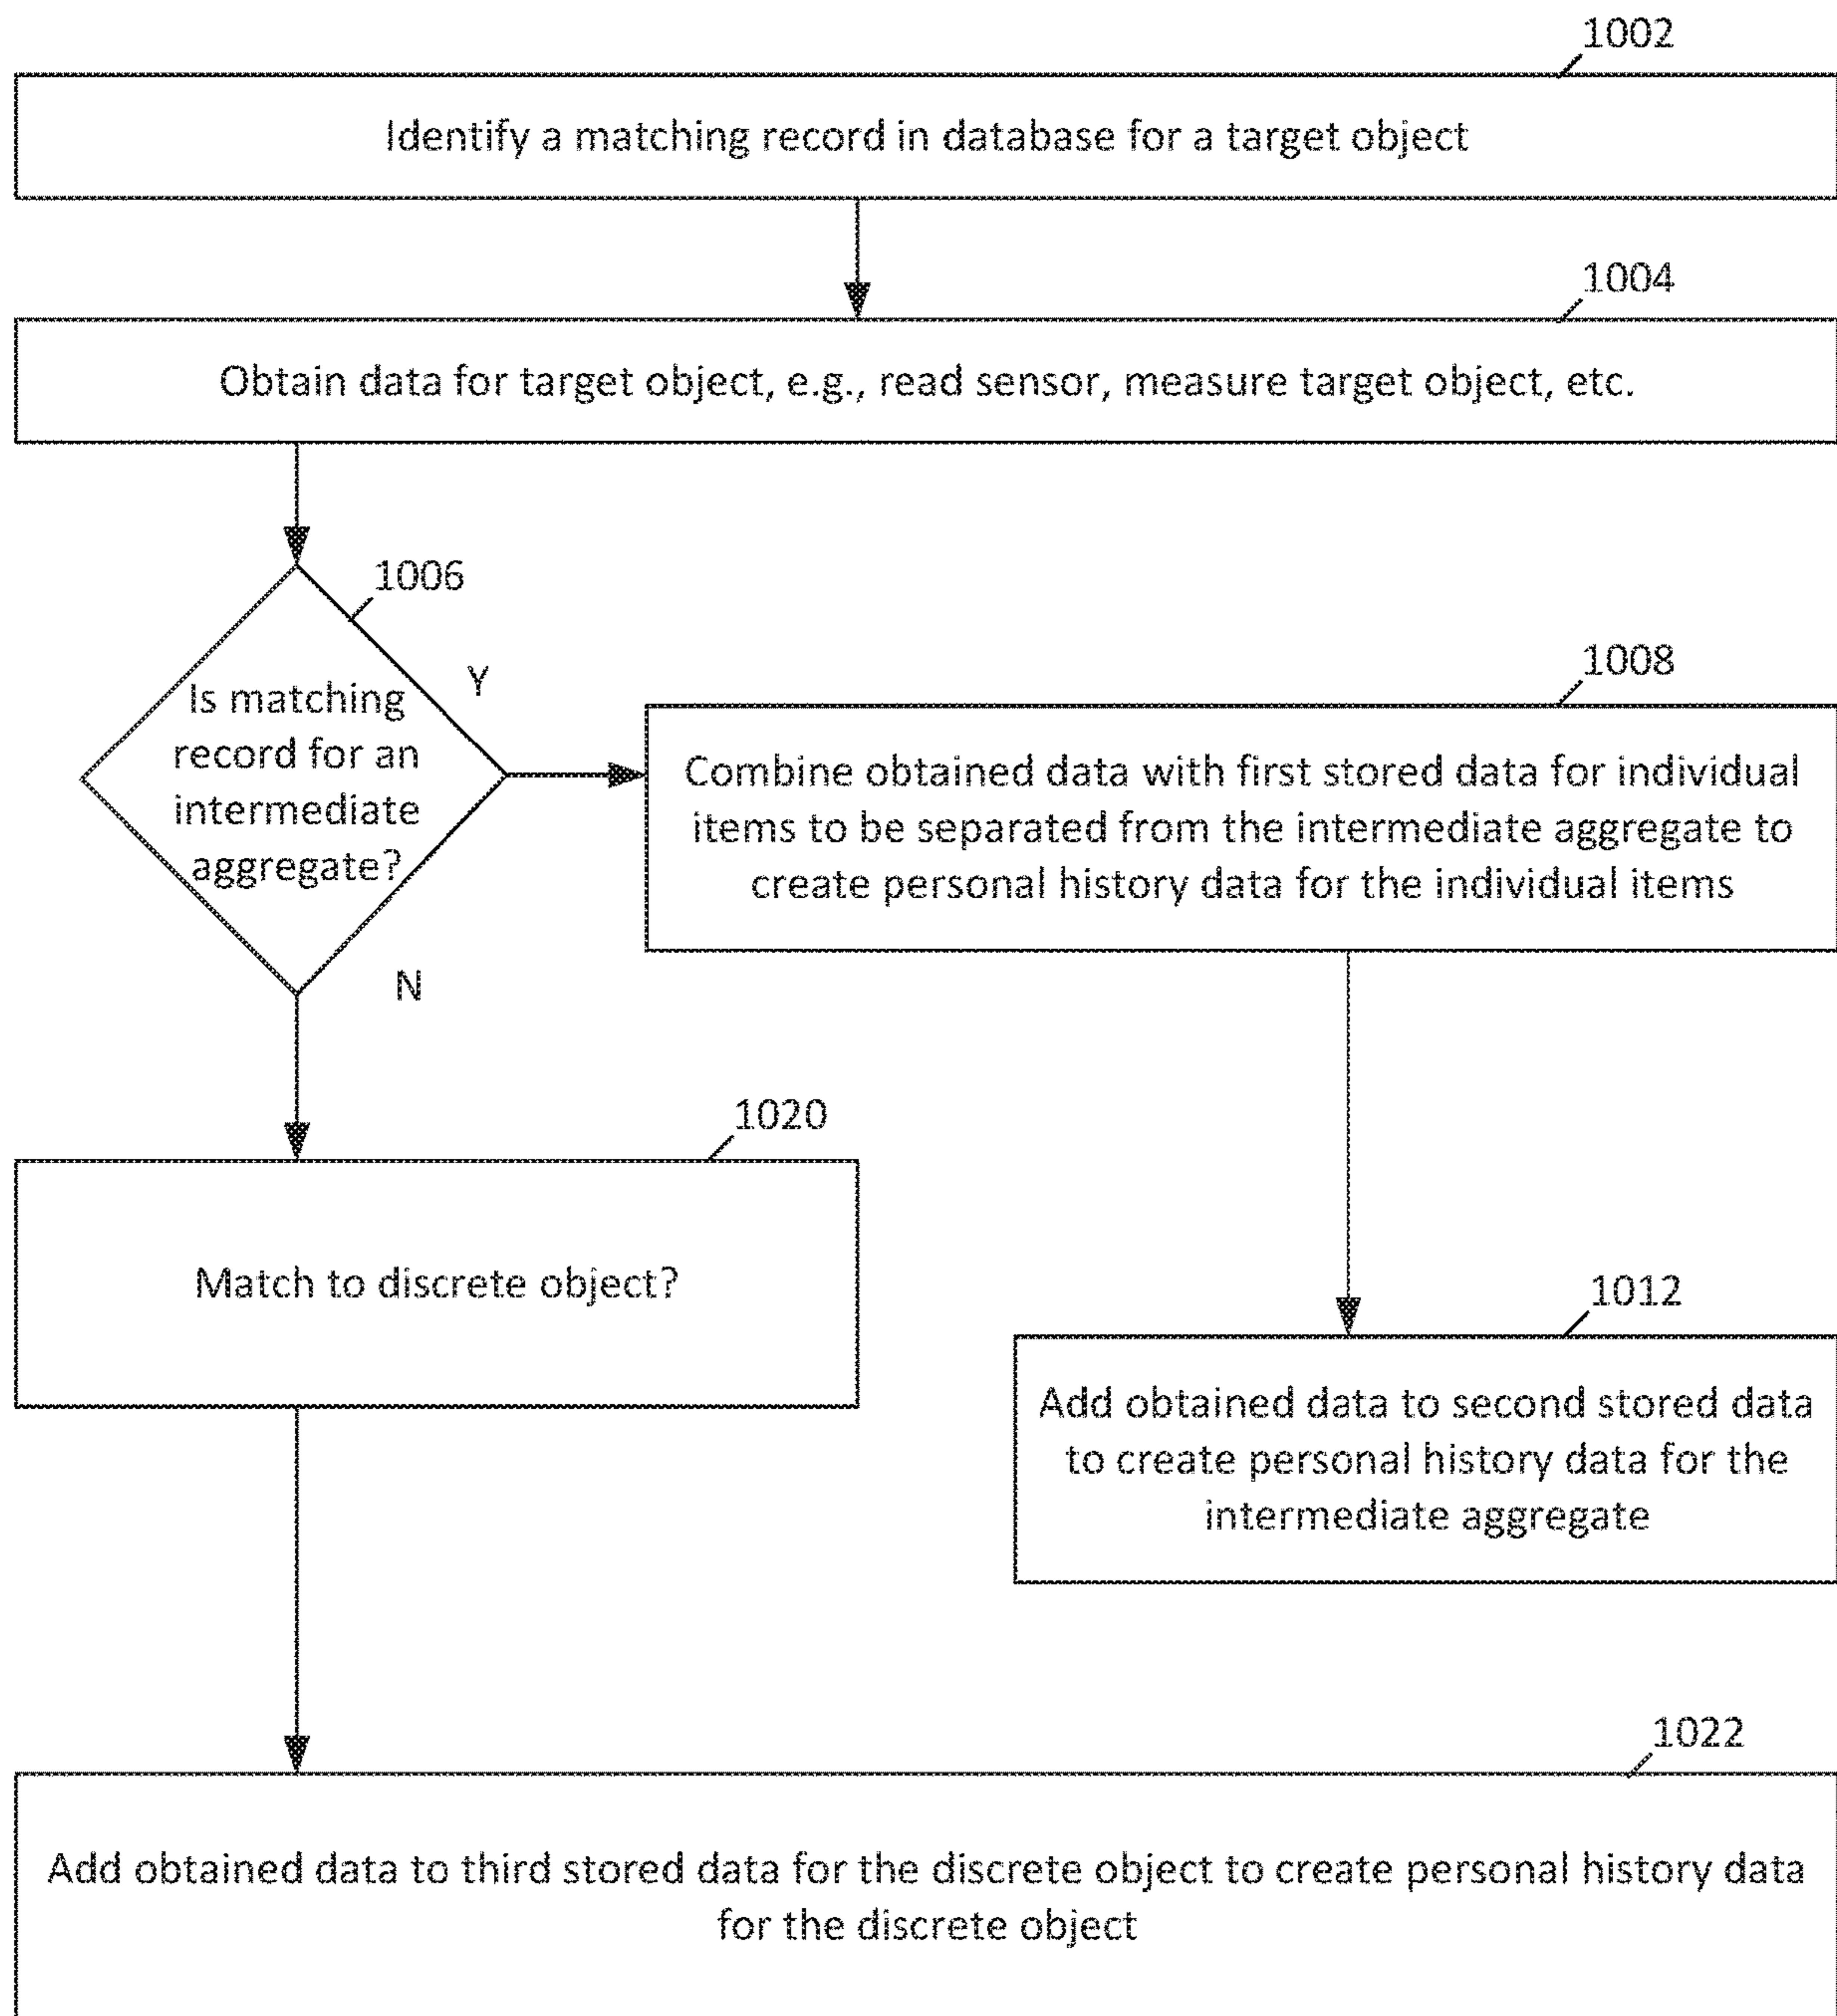 1002
Identify a matching record in database for a target object
1004
Obtain data for target object, e.g., read sensor, measure target object, etc.
1006
Is matching
record for an
intermediate
aggregate?
Y
N
1008
Combine obtained data with first stored data for individual
items to be separated from the intermediate aggregate to
create personal history data for the individual items
1020
Match to discrete object?
1012
Add obtained data to second stored data
to create personal history data for the
intermediate aggregate
1022
Add obtained data to third stored data for the discrete object to create personal history data
for the discrete object